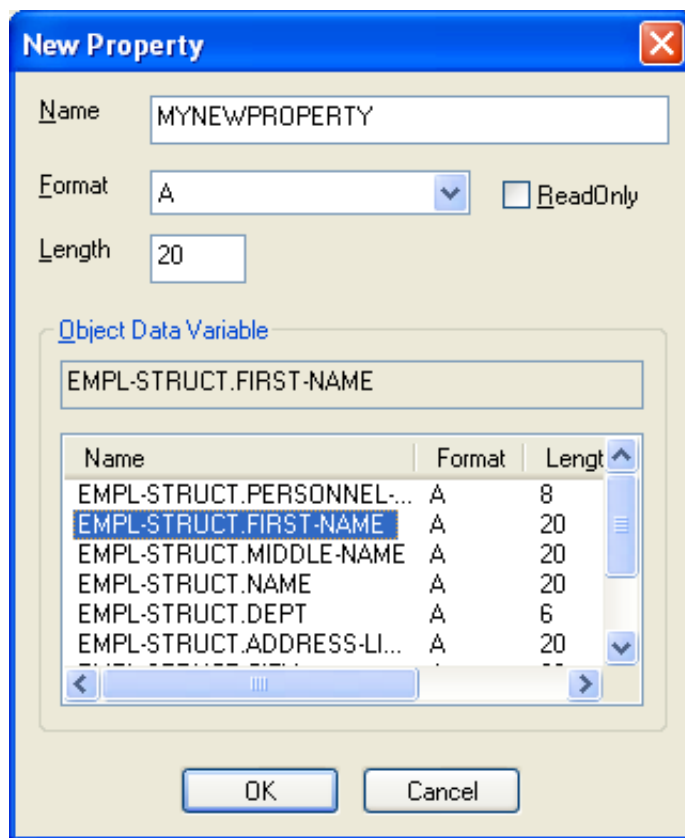 New Property
Name MYNEWPROPERTY
Format A ReadOnly
Length 20
Object Data Variable
EMPL-STRUCT.FIRST-NAME
Name Format Lengt
EMPL-STRUCT.PERSONNEL-... A 8
EMPL-STRUCT.FIRST-NAME A 20
EMPL-STRUCT.MIDDLE-NAME A 20
EMPL-STRUCT.NAME A 20
EMPL-STRUCT.DEPT A 6
EMPL-STRUCT.ADDRESS-LI... A 20
OK Cancel